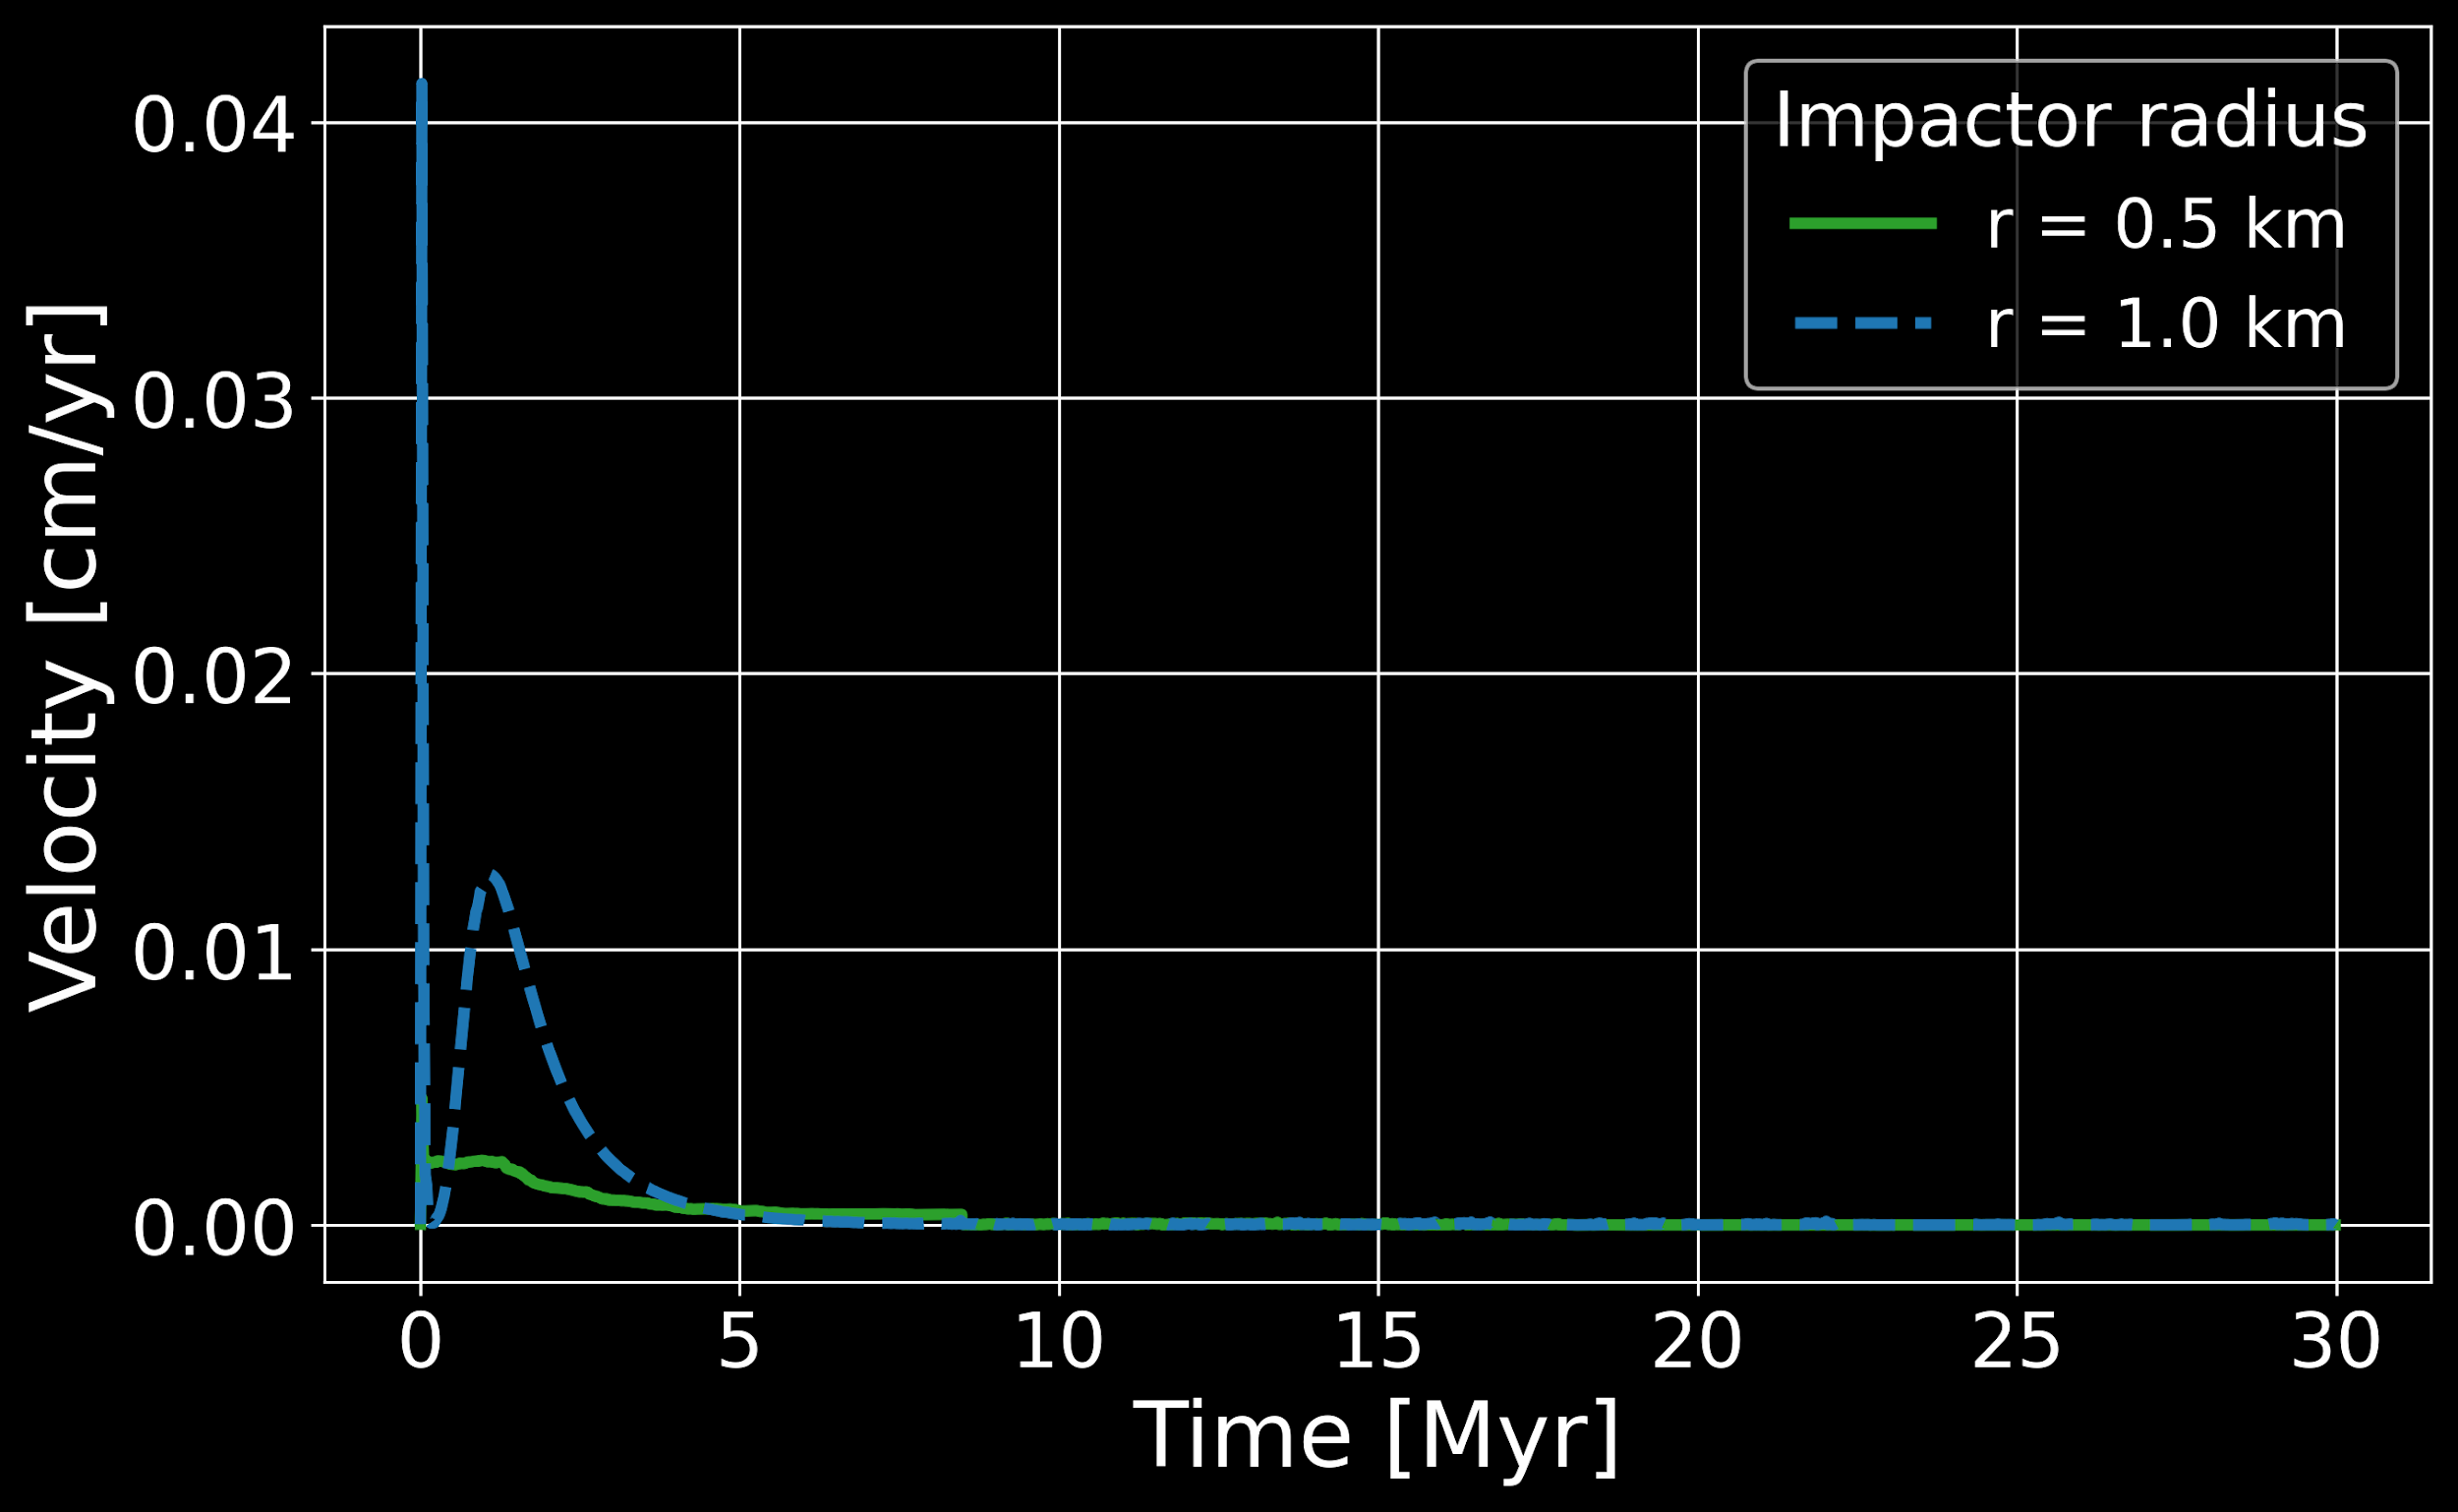 Velocity [cm/yr]
0.04
0.03
0.02
0.01
0.00
Impactor radius
r = 0.5 km
r = 1.0 km
0 5 10 15 20 25 30
Time [Myr]